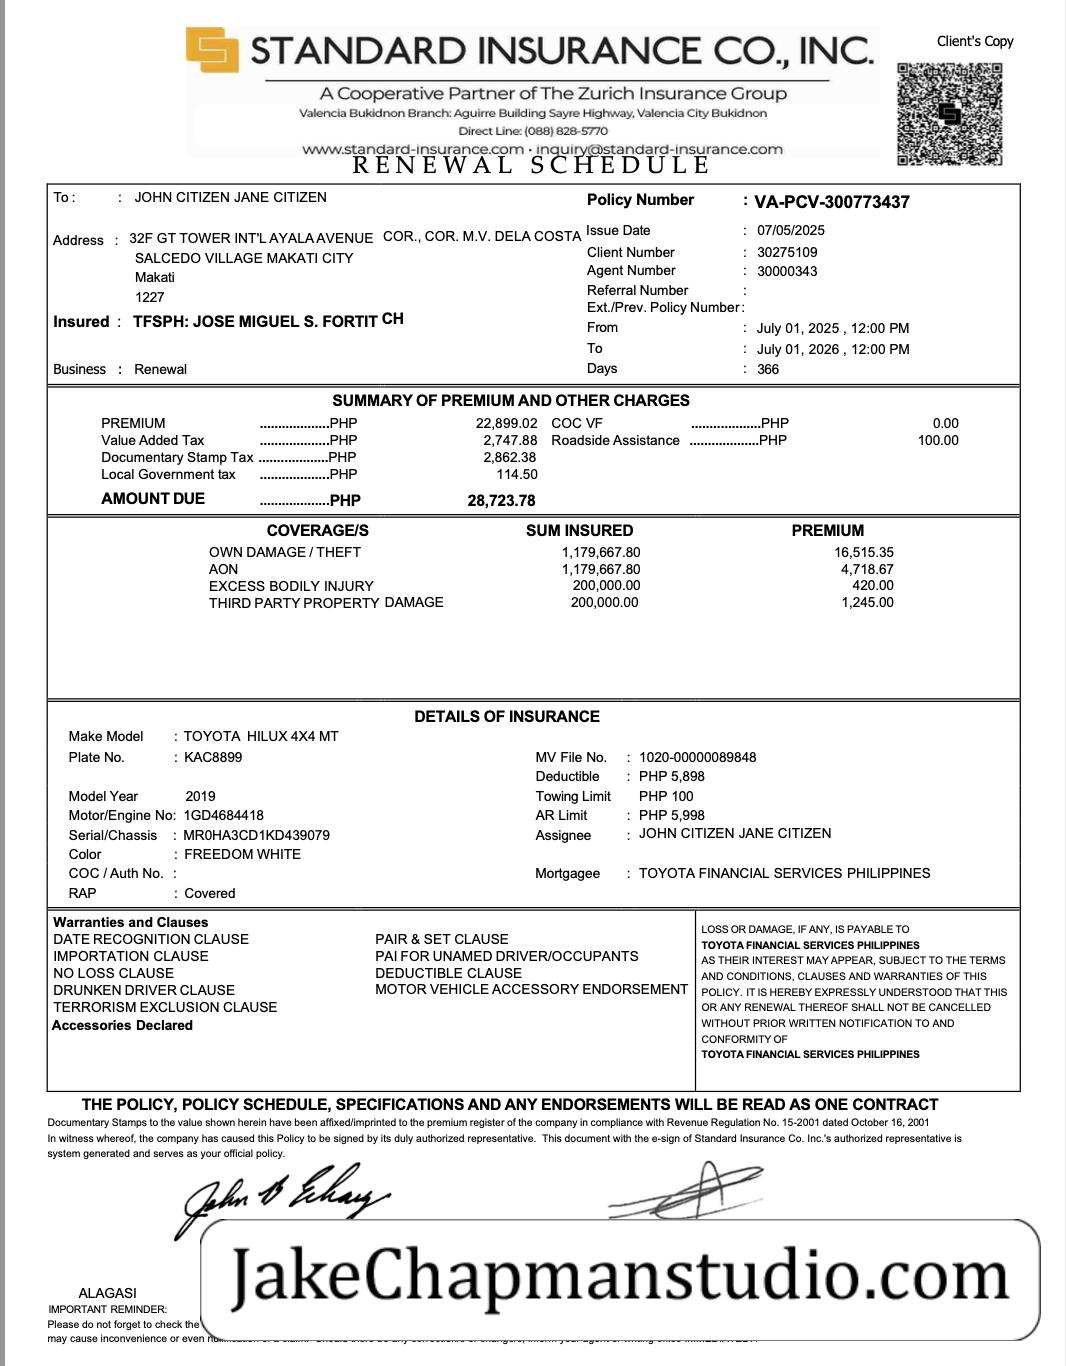 STANDARD INSURANCE CO., INC.
Client's Copy
A Cooperative Partner of The Zurich Insurance Group
Valencia Bukidnon Branch: Aguirre Building Sayre Highway, Valencia City Bukidnon
Direct Line: (088) 828-5770
www.standard-insurance.com • inquiry@standard-insurance.com
RENEWAL SCHEDULE
To : : JOHN CITIZEN JANE CITIZEN
Address : 32F GT TOWER INT'L AYALA AVENUE COR., COR. M.V. DELA COSTA
SALCEDO VILLAGE MAKATI CITY
Makati
1227
Insured : TFSPH: JOSE MIGUEL S. FORTIT CH
Business : Renewal
Policy Number : VA-PCV-300773437
Issue Date : 07/05/2025
Client Number : 30275109
Agent Number : 30000343
Referral Number :
Ext./Prev. Policy Number :
From : July 01, 2025 , 12:00 PM
To : July 01, 2026 , 12:00 PM
Days : 366
SUMMARY OF PREMIUM AND OTHER CHARGES
PREMIUM ...................PHP 22,899.02 COC VF ...................PHP 0.00
Value Added Tax ...................PHP 2,747.88 Roadside Assistance ...................PHP 100.00
Documentary Stamp Tax ...................PHP 2,862.38
Local Government tax ...................PHP 114.50
AMOUNT DUE ...................PHP 28,723.78
COVERAGE/S SUM INSURED PREMIUM
OWN DAMAGE / THEFT 1,179,667.80 16,515.35
AON 1,179,667.80 4,718.67
EXCESS BODILY INJURY 200,000.00 420.00
THIRD PARTY PROPERTY DAMAGE 200,000.00 1,245.00
DETAILS OF INSURANCE
Make Model : TOYOTA HILUX 4X4 MT
Plate No. : KAC8899 MV File No. : 1020-00000089848
Deductible : PHP 5,898
Model Year 2019 Towing Limit PHP 100
Motor/Engine No: 1GD4684418 AR Limit : PHP 5,998
Serial/Chassis : MR0HA3CD1KD439079 Assignee : JOHN CITIZEN JANE CITIZEN
Color : FREEDOM WHITE
COC / Auth No. : Mortgagee : TOYOTA FINANCIAL SERVICES PHILIPPINES
RAP : Covered
Warranties and Clauses
DATE RECOGNITION CLAUSE PAIR & SET CLAUSE
IMPORTATION CLAUSE PAI FOR UNAMED DRIVER/OCCUPANTS
NO LOSS CLAUSE DEDUCTIBLE CLAUSE
DRUNKEN DRIVER CLAUSE MOTOR VEHICLE ACCESSORY ENDORSEMENT
TERRORISM EXCLUSION CLAUSE
Accessories Declared
LOSS OR DAMAGE, IF ANY, IS PAYABLE TO
TOYOTA FINANCIAL SERVICES PHILIPPINES
AS THEIR INTEREST MAY APPEAR, SUBJECT TO THE TERMS
AND CONDITIONS, CLAUSES AND WARRANTIES OF THIS
POLICY. IT IS HEREBY EXPRESSLY UNDERSTOOD THAT THIS
OR ANY RENEWAL THEREOF SHALL NOT BE CANCELLED
WITHOUT PRIOR WRITTEN NOTIFICATION TO AND
CONFORMITY OF
TOYOTA FINANCIAL SERVICES PHILIPPINES
THE POLICY, POLICY SCHEDULE, SPECIFICATIONS AND ANY ENDORSEMENTS WILL BE READ AS ONE CONTRACT
Documentary Stamps to the value shown herein have been affixed/imprinted to the premium register of the company in compliance with Revenue Regulation No. 15-2001 dated October 16, 2001
In witness whereof, the company has caused this Policy to be signed by its duly authorized representative. This document with the e-sign of Standard Insurance Co. Inc.'s authorized representative is
system generated and serves as your official policy.
JakeChapmanstudio.com
ALAGASI
IMPORTANT REMINDER:
Please do not forget to check the
may cause inconvenience or even